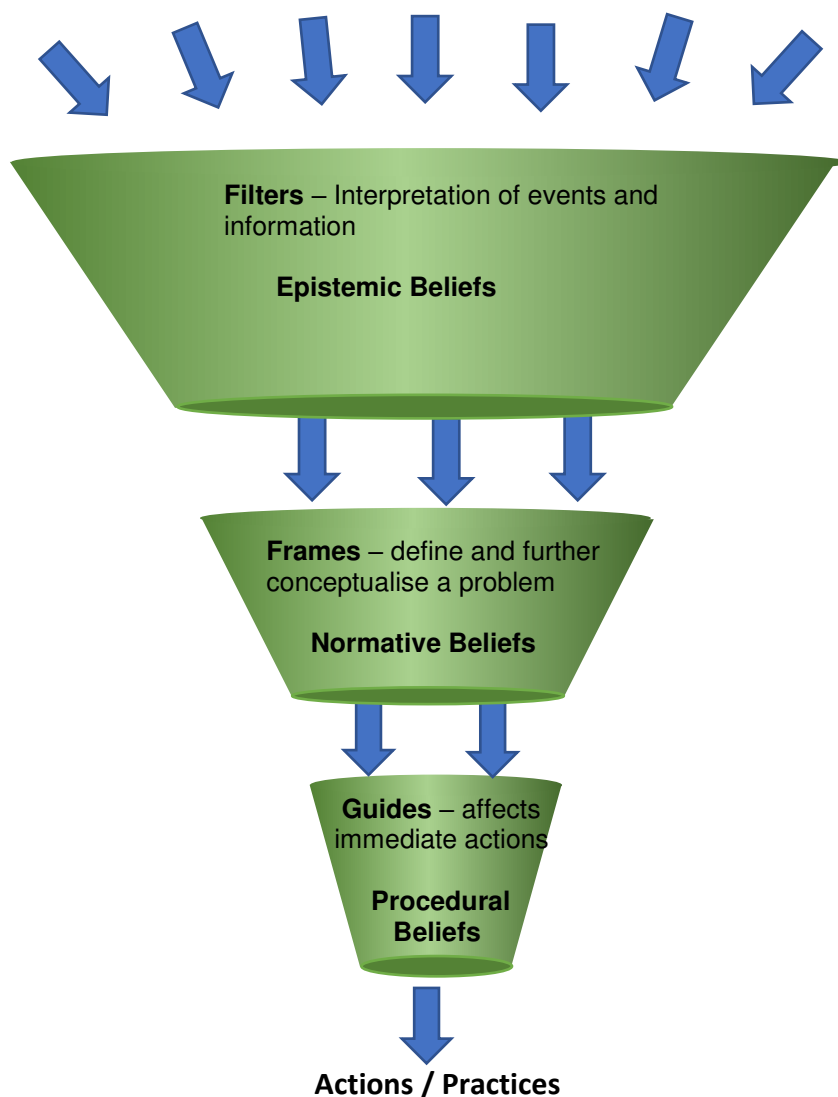 Filters – Interpretation of events and
information
Epistemic Beliefs
Frames – define and further
conceptualise a problem
Normative Beliefs
Guides – affects
immediate actions
Procedural
Beliefs
Actions / Practices